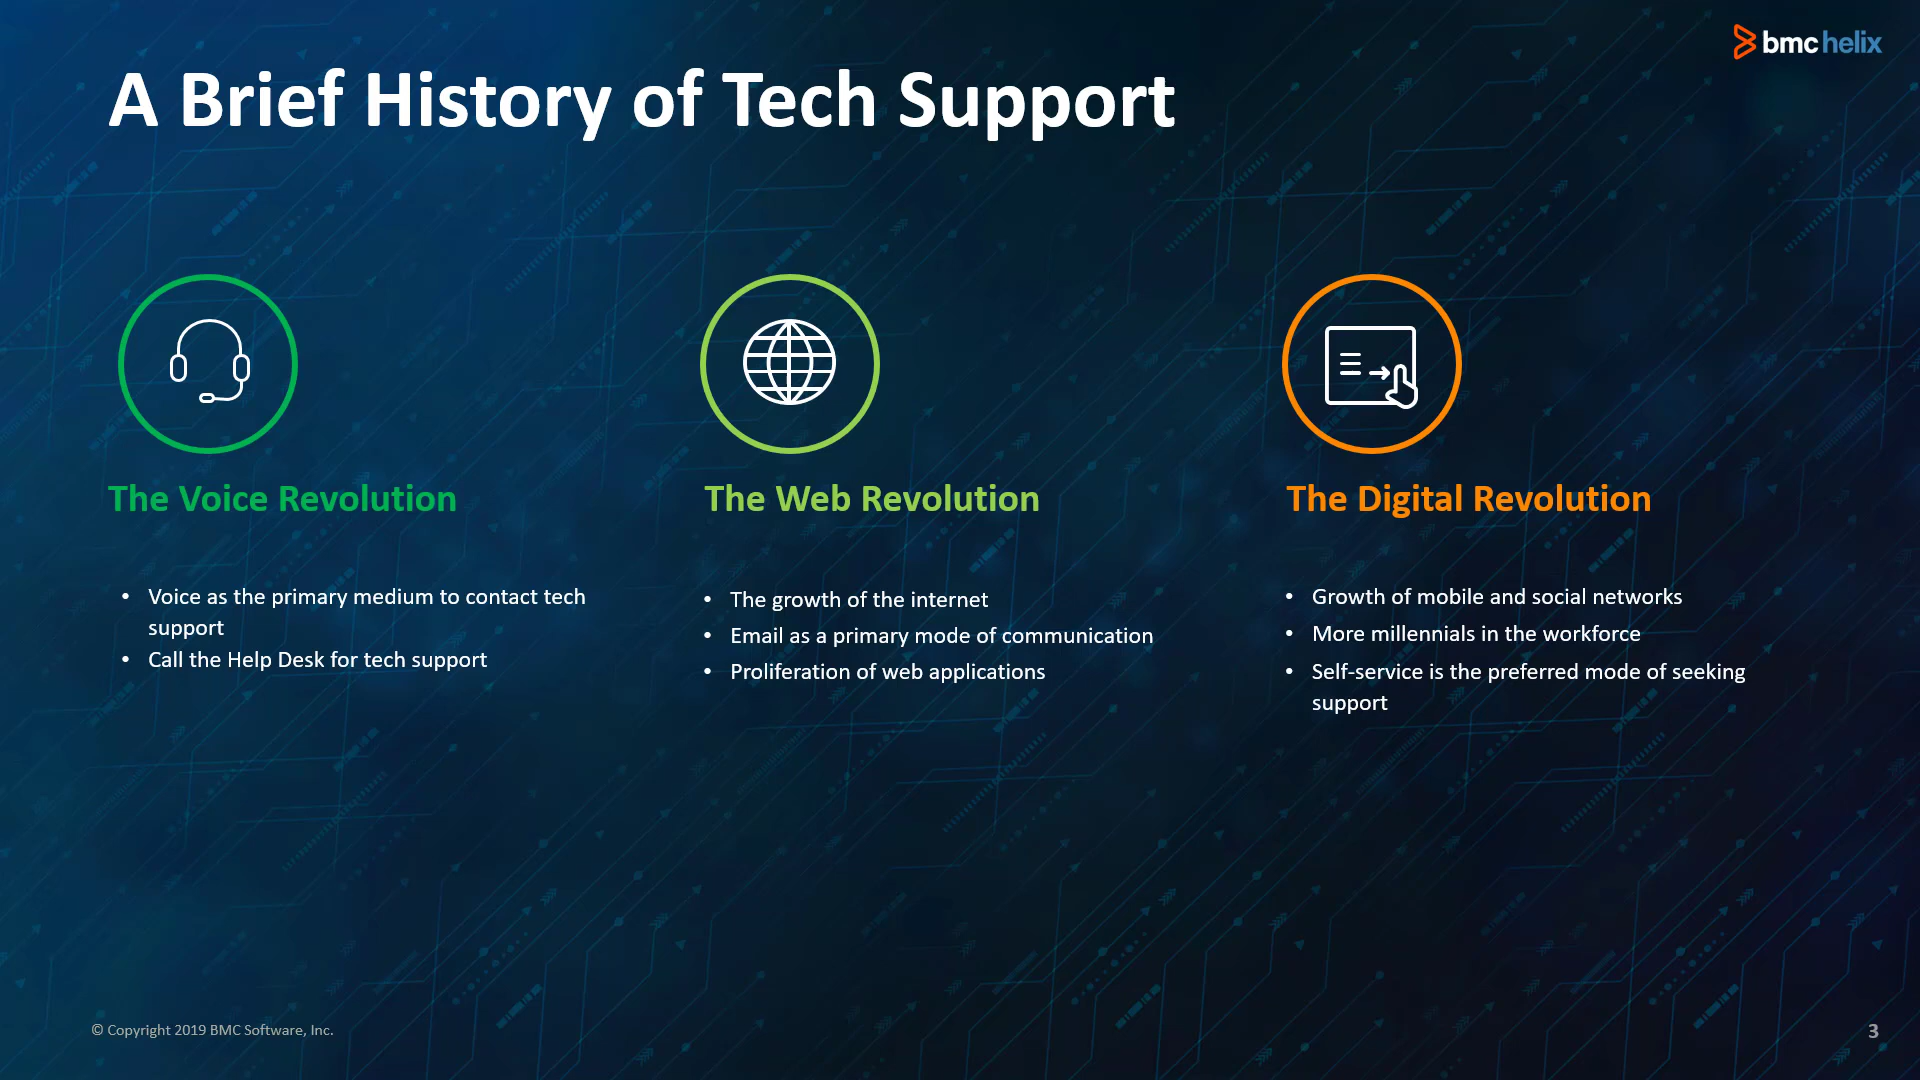 bmc helix
A Brief History of Tech Support
The Voice Revolution
• Voice as the primary medium to contact tech
support
• Call the Help Desk for tech support
The Web Revolution
• The growth of the internet
• Email as a primary mode of communication
• Proliferation of web applications
The Digital Revolution
• Growth of mobile and social networks
• More millennials in the workforce
• Self-service is the preferred mode of seeking
support
© Copyright 2019 BMC Software, Inc.
3